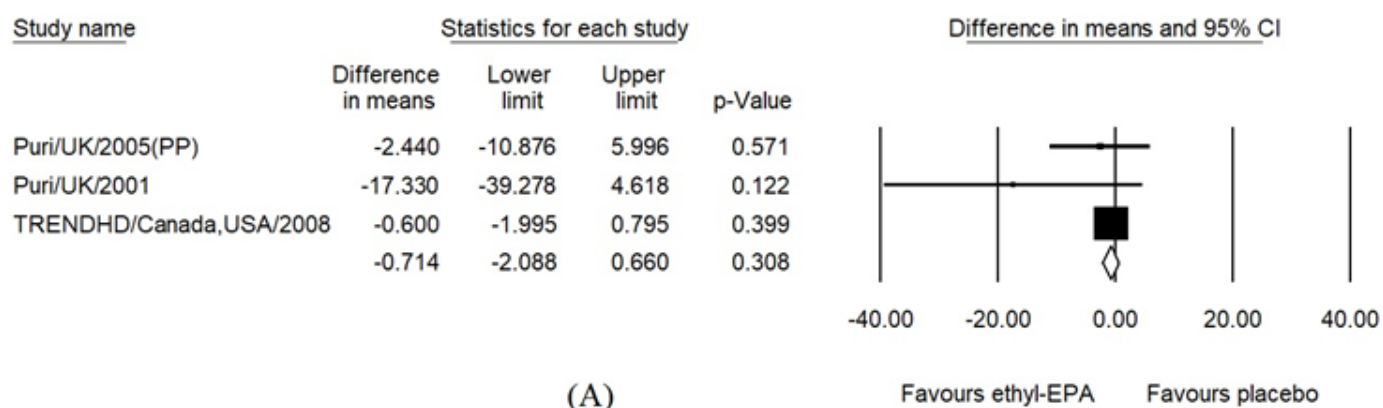 Study name Statistics for each study Difference in means and 95% CI
Difference in means Lower limit Upper limit p-Value
Puri/UK/2005(PP) -2.440 -10.876 5.996 0.571
Puri/UK/2001 -17.330 -39.278 4.618 0.122
TRENDHD/Canada,USA/2008 -0.600 -1.995 0.795 0.399
-0.714 -2.088 0.660 0.308
-40.00 -20.00 0.00 20.00 40.00
(A) Favours ethyl-EPA Favours placebo